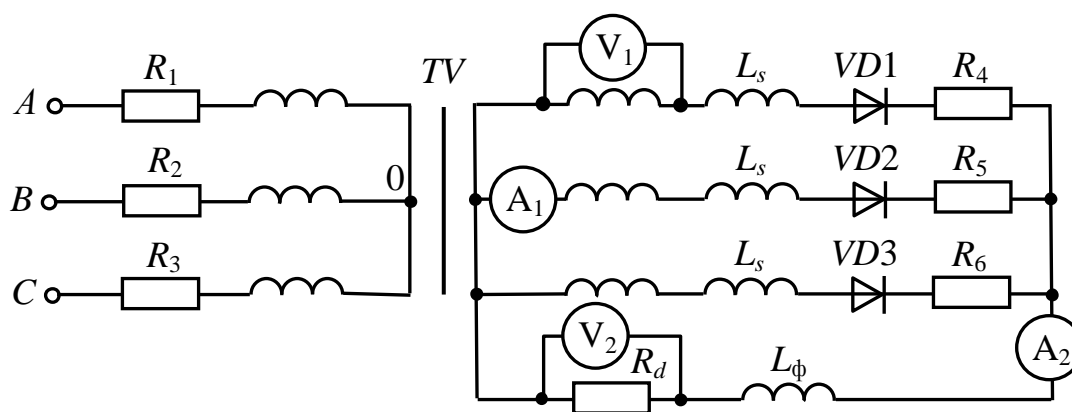 V1
R1 TV Ls VD1 R4
A
R2 Ls VD2 R5
B 0 A1
R3 Ls VD3 R6
C
V2 Rd Lф A2